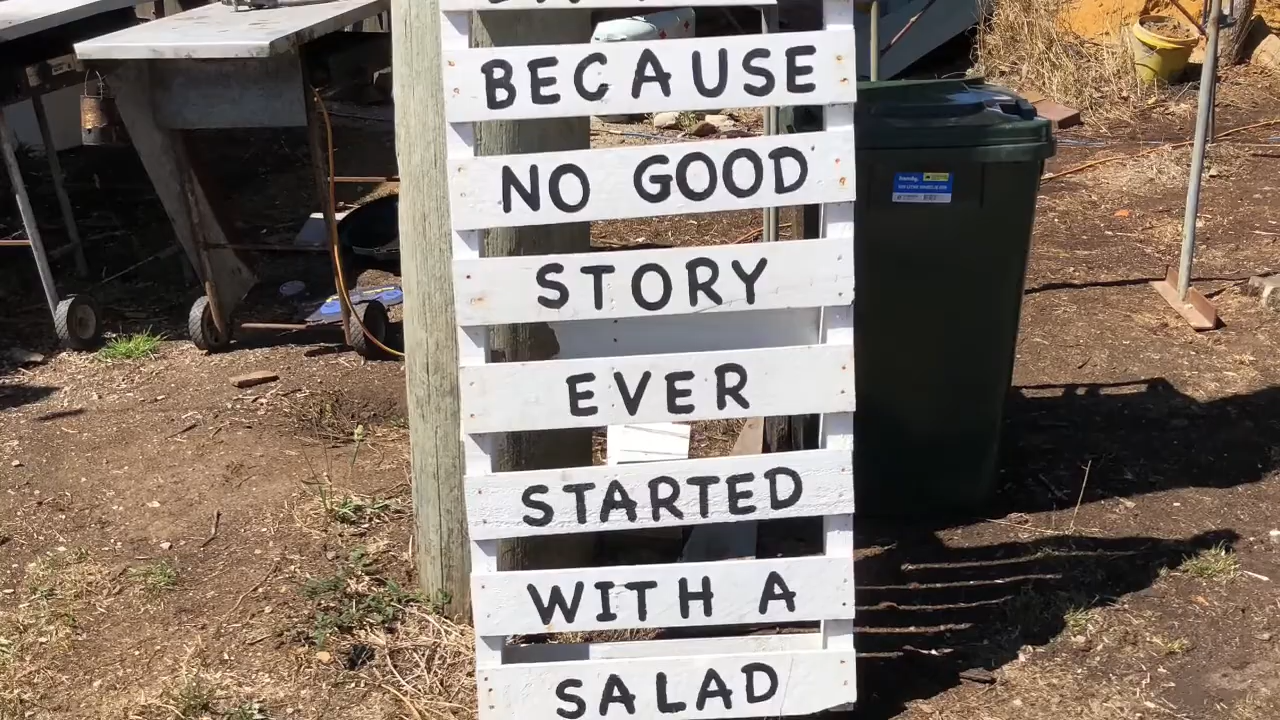 BECAUSE
NO GOOD
STORY
EVER
STARTED
WITH A
SALAD